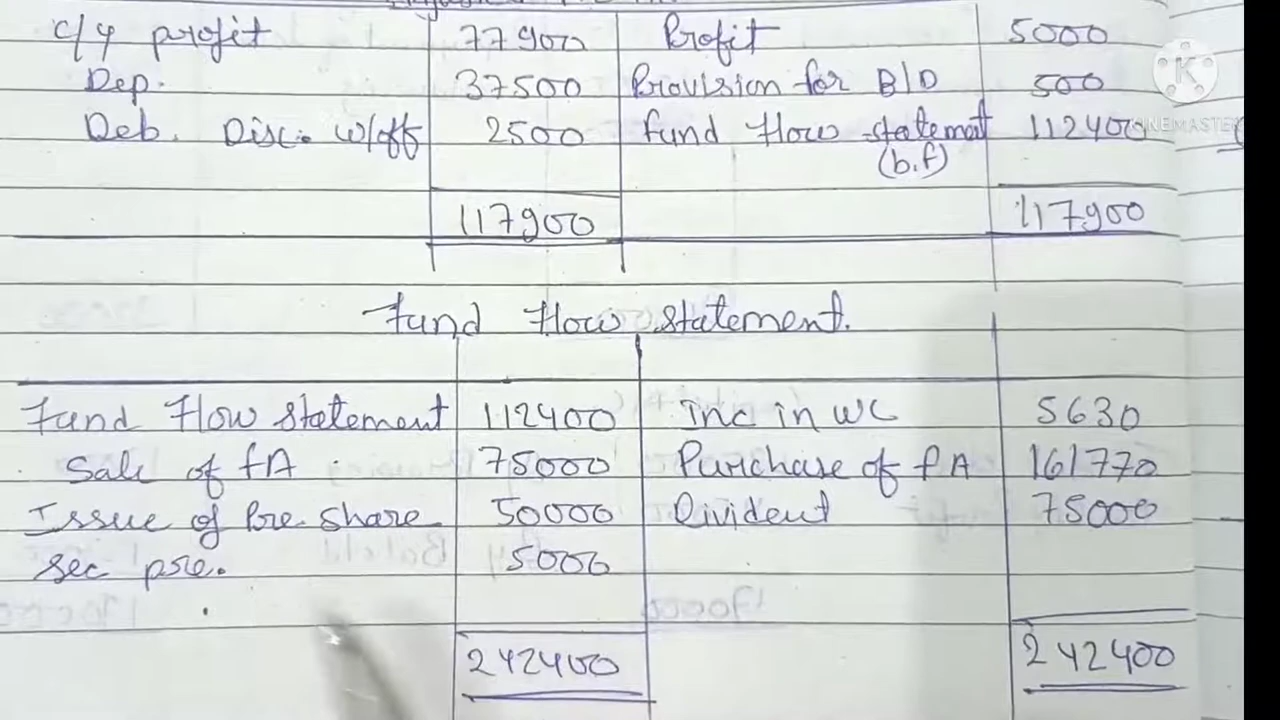 c/y profit 77900 Profit 5000
Dep. 37500 Provision for B/D 500
Deb. Disc. w/off 2500 fund flow statement 112400
(b.f)
117900 117900
Fund Flow statement.
Fund Flow statement 112400 Inc in WC 5630
Sale of fA 75000 Purchase of fA 161770
Issue of Pre. Share 50000 Divident 75000
sec pre. 5000
242400 242400